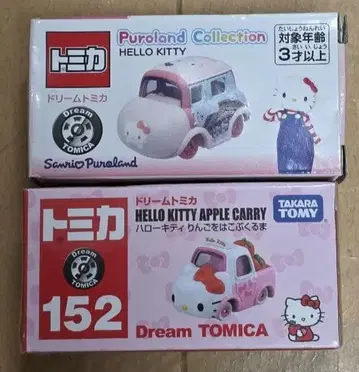 トミカ
Puroland Collection
HELLO KITTY
たいしょうねんれい
対象年齢
さい いじょう
3才以上
ドリームトミカ
Dream
TOMICA
Sanrio Puroland
トミカ
ドリームトミカ
HELLO KITTY APPLE CARRY
ハローキティ りんごをはこぶくるま
TAKARA
TOMY
Dream
TOMICA
152
Hello Kitty
Dream TOMICA